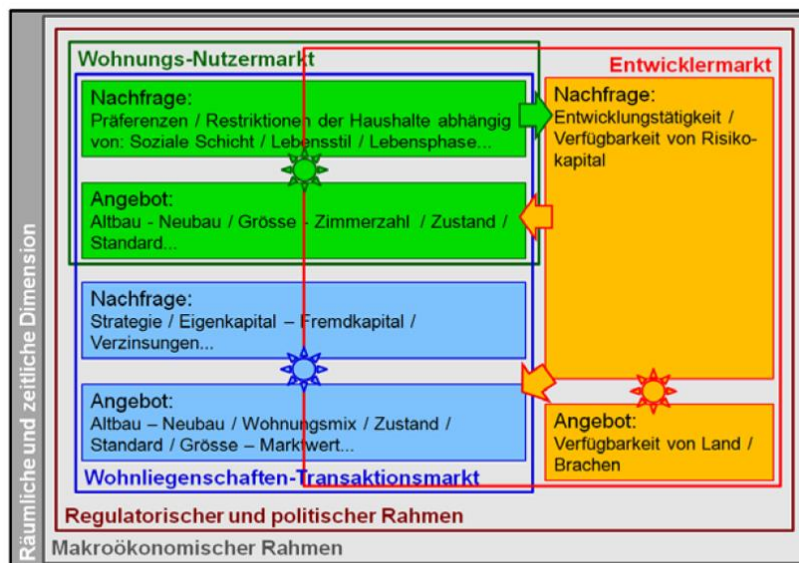 Räumliche und zeitliche Dimension
Wohnungs-Nutzermarkt
Nachfrage:
Präferenzen / Restriktionen der Haushalte abhängig
von: Soziale Schicht / Lebensstil / Lebensphase...
Angebot:
Altbau - Neubau / Grösse - Zimmerzahl / Zustand /
Standard...
Nachfrage:
Strategie / Eigenkapital – Fremdkapital /
Verzinsungen...
Angebot:
Altbau – Neubau / Wohnungsmix / Zustand /
Standard / Grösse – Marktwert...
Wohnliegenschaften-Transaktionsmarkt
Entwicklermarkt
Nachfrage:
Entwicklungstätigkeit /
Verfügbarkeit von Risiko-
kapital
Angebot:
Verfügbarkeit von Land /
Brachen
Regulatorischer und politischer Rahmen
Makroökonomischer Rahmen